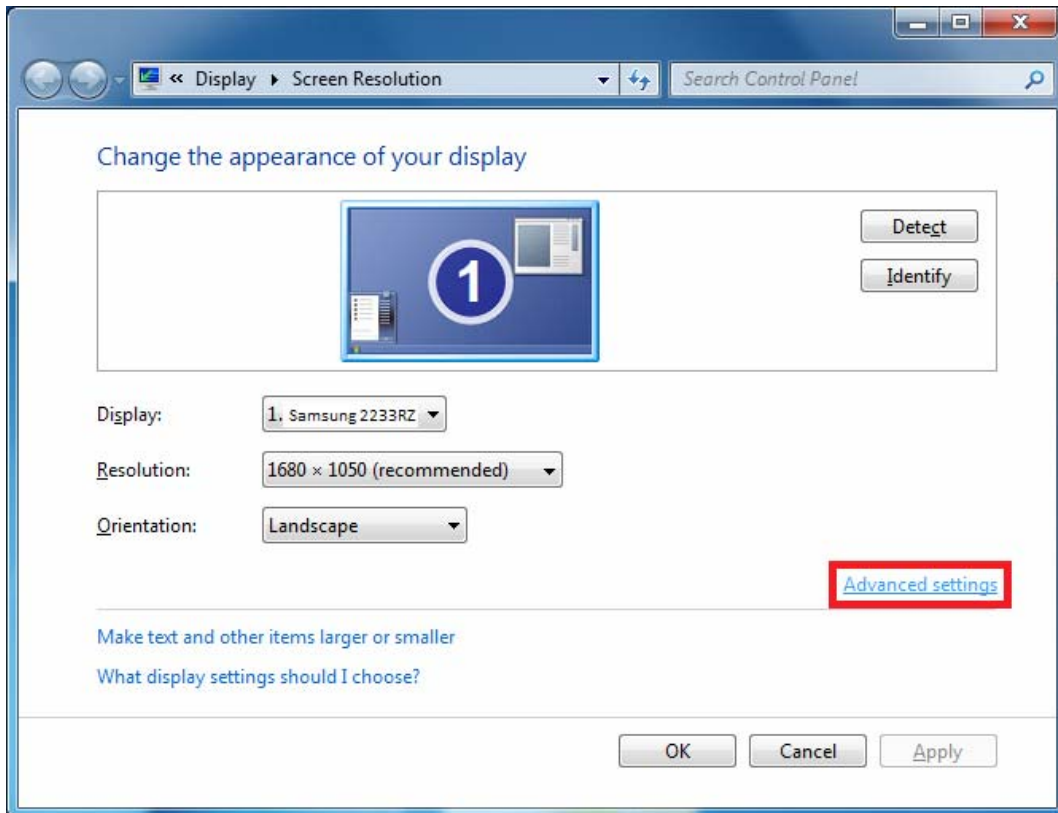 « Display ▸ Screen Resolution
Search Control Panel
Change the appearance of your display
1
Detect
Identify
Display: 1. Samsung 2233RZ
Resolution: 1680 × 1050 (recommended)
Orientation: Landscape
Advanced settings
Make text and other items larger or smaller
What display settings should I choose?
OK Cancel Apply